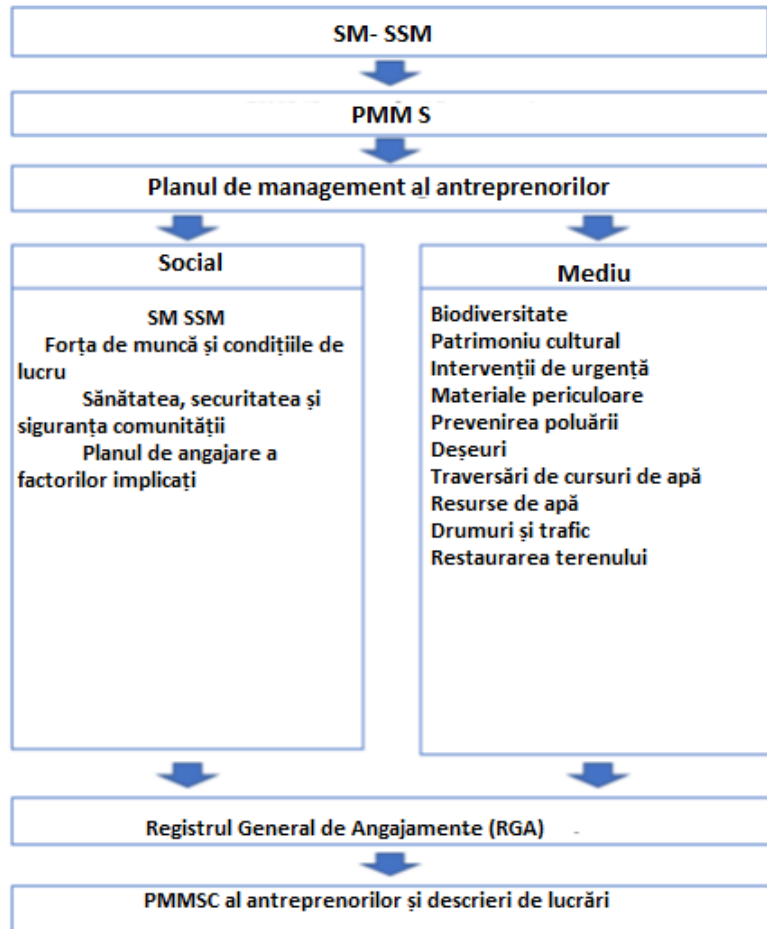 SM- SSM
PMM S
Planul de management al antreprenorilor
Social
SM SSM
Forța de muncă și condițiile de
lucru
Sănătatea, securitatea și
siguranța comunității
Planul de angajare a
factorilor implicați
Mediu
Biodiversitate
Patrimoniu cultural
Intervenții de urgență
Materiale periculoare
Prevenirea poluării
Deșeuri
Traversări de cursuri de apă
Resurse de apă
Drumuri și trafic
Restaurarea terenului
Registrul General de Angajamente (RGA)
PMMSC al antreprenorilor și descrieri de lucrări